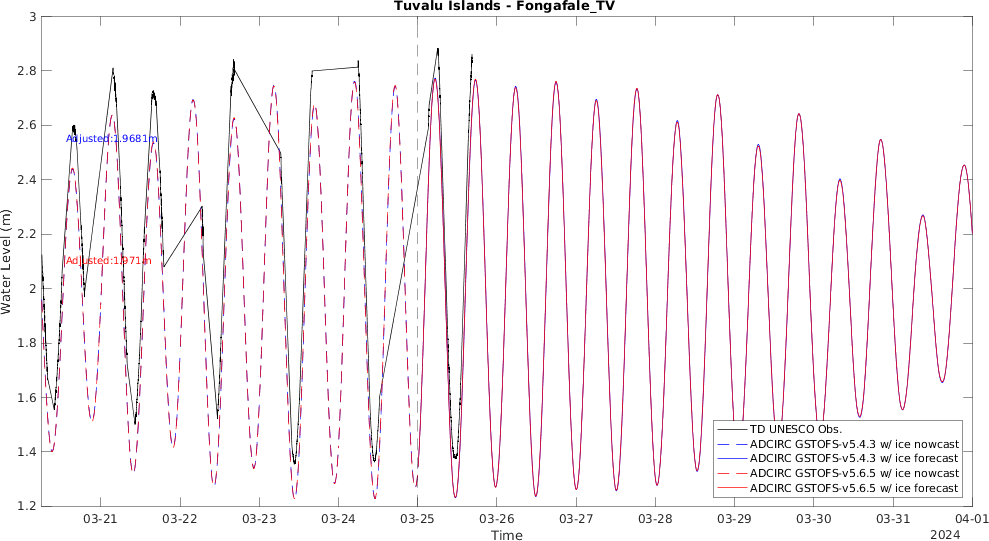 Tuvalu Islands - Fongafale_TV
3
2.8
2.6
2.4
2.2
2
1.8
1.6
1.4
1.2
Water Level (m)
Adjusted:1.9681m
Adjusted:1.971m
TD UNESCO Obs.
ADCIRC GSTOFS-v5.4.3 w/ ice nowcast
ADCIRC GSTOFS-v5.4.3 w/ ice forecast
ADCIRC GSTOFS-v5.6.5 w/ ice nowcast
ADCIRC GSTOFS-v5.6.5 w/ ice forecast
03-21 03-22 03-23 03-24 03-25 03-26 03-27 03-28 03-29 03-30 03-31 04-01
Time
2024